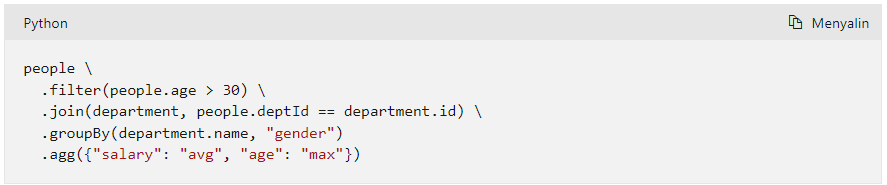 Python
Menyalin
people \
  .filter(people.age > 30) \
  .join(department, people.deptId == department.id) \
  .groupBy(department.name, "gender")
  .agg({"salary": "avg", "age": "max"})